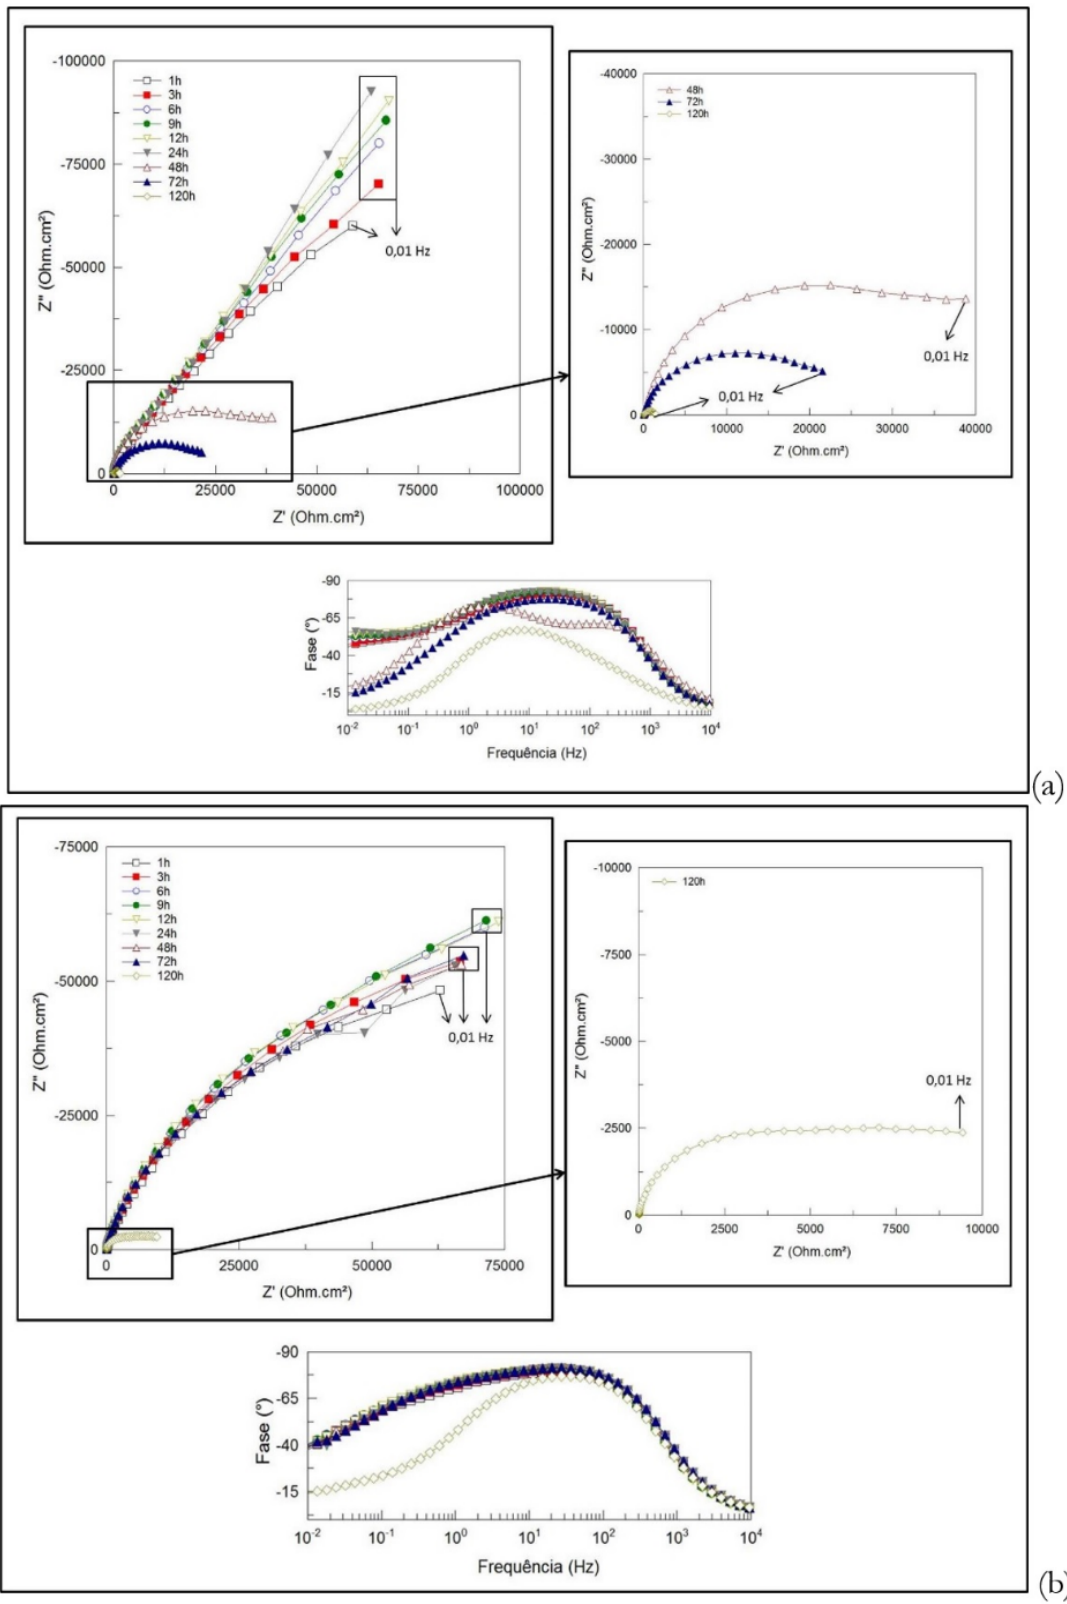 -100000
-75000
-50000
-25000
0
Z'' (Ohm.cm²)
1h
3h
6h
9h
12h
24h
48h
72h
120h
0,01 Hz
0 25000 50000 75000 100000
Z' (Ohm.cm²)
-40000
-30000
-20000
-10000
0
Z'' (Ohm.cm²)
48h
72h
120h
0,01 Hz
0,01 Hz
0 10000 20000 30000 40000
Z' (Ohm.cm²)
-90
-65
-40
-15
Fase (°)
10-2 10-1 100 101 102 103 104
Frequência (Hz)
(a)
-75000
-50000
-25000
0
Z'' (Ohm.cm²)
1h
3h
6h
9h
12h
24h
48h
72h
120h
0,01 Hz
0 25000 50000 75000
Z' (Ohm.cm²)
-10000
-7500
-5000
-2500
0
Z'' (Ohm.cm²)
120h
0,01 Hz
0 2500 5000 7500 10000
Z' (Ohm.cm²)
-90
-65
-40
-15
Fase (°)
10-2 10-1 100 101 102 103 104
Frequência (Hz)
(b)